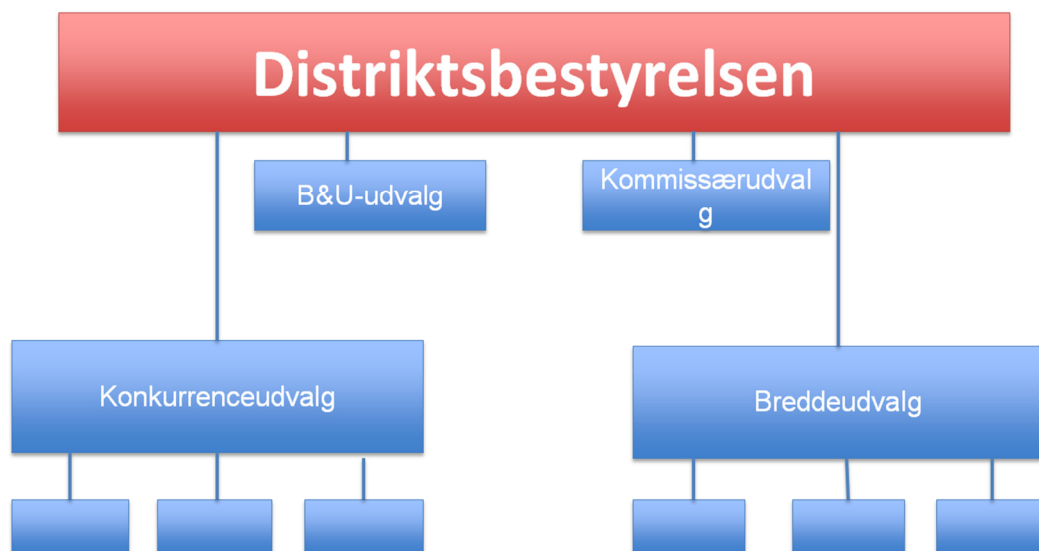 Distriktsbestyrelsen
B&U-udvalg
Kommissærudval
g
Konkurrenceudvalg
Breddeudvalg